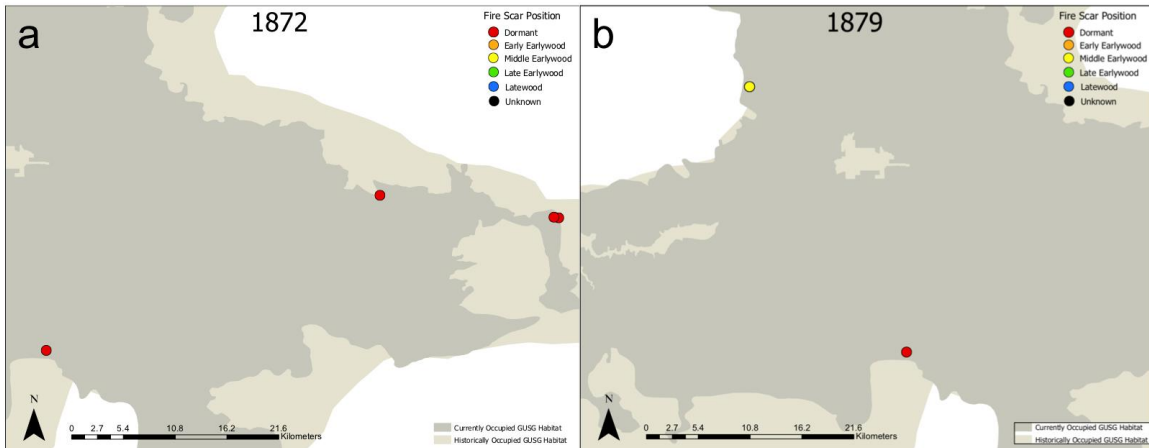 a
1872
Fire Scar Position
Dormant
Early Earlywood
Middle Earlywood
Late Earlywood
Latewood
Unknown
N
0 2.7 5.4 10.8 16.2 21.6
Kilometers
Currently Occupied GUSG Habitat
Historically Occupied GUSG Habitat
b
1879
Fire Scar Position
Dormant
Early Earlywood
Middle Earlywood
Late Earlywood
Latewood
Unknown
N
0 2.7 5.4 10.8 16.2 21.6
Kilometers
Currently Occupied GUSG Habitat
Historically Occupied GUSG Habitat